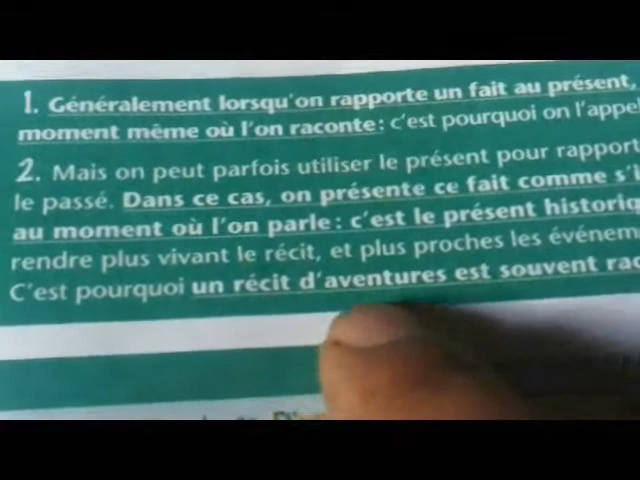 1. Généralement lorsqu'on rapporte un fait au présent,
moment même où l'on raconte: c'est pourquoi on l'appe
2. Mais on peut parfois utiliser le présent pour rapport
le passé. Dans ce cas, on présente ce fait comme s'i
au moment où l'on parle: c'est le présent historiq
rendre plus vivant le récit, et plus proches les événem
C'est pourquoi un récit d'aventures est souvent rac